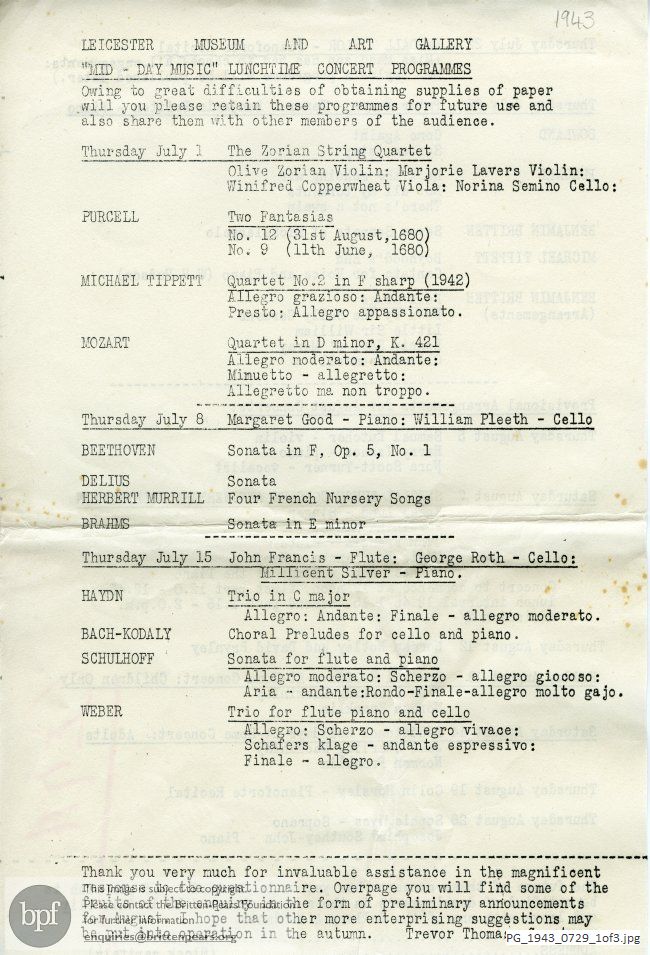 1943
LEICESTER MUSEUM AND ART GALLERY
"MID - DAY MUSIC" LUNCHTIME CONCERT PROGRAMMES
Owing to great difficulties of obtaining supplies of paper
will you please retain these programmes for future use and
also share them with other members of the audience.
Thursday July 1 The Zorian String Quartet
Olive Zorian Violin: Marjorie Lavers Violin:
Winifred Copperwheat Viola: Norina Semino Cello:
PURCELL Two Fantasias
No. 12 (31st August,1680)
No. 9 (11th June, 1680)
MICHAEL TIPPETT Quartet No.2 in F sharp (1942)
Allegro grazioso: Andante:
Presto: Allegro appassionato.
MOZART Quartet in D minor, K. 421
Allegro moderato: Andante:
Minuetto - allegretto:
Allegretto ma non troppo.
Thursday July 8 Margaret Good - Piano: William Pleeth - Cello
BEETHOVEN Sonata in F, Op. 5, No. 1
DELIUS Sonata
HERBERT MURRILL Four French Nursery Songs
BRAHMS Sonata in E minor
Thursday July 15 John Francis - Flute: George Roth - Cello:
Millicent Silver - Piano.
HAYDN Trio in C major
Allegro: Andante: Finale - allegro moderato.
BACH-KODALY Choral Preludes for cello and piano.
SCHULHOFF Sonata for flute and piano
Allegro moderato: Scherzo - allegro giocoso:
Aria - andante:Rondo-Finale-allegro molto gajo.
WEBER Trio for flute piano and cello
Allegro: Scherzo - allegro vivace:
Schafers klage - andante espressivo:
Finale - allegro.
Thank you very much for invaluable assistance in the magnificent
response to the questionnaire. Overpage you will find some of the
fruits of the enquiry in the form of preliminary announcements
for August. I hope that other more enterprising suggestions may
be put into operation in the autumn. Trevor Thomas,
bpf
This image is subject to copyright
Please contact the Britten-Pears Foundation
for further information
enquiries@brittenpears.org
PG_1943_0729_1of3.jpg